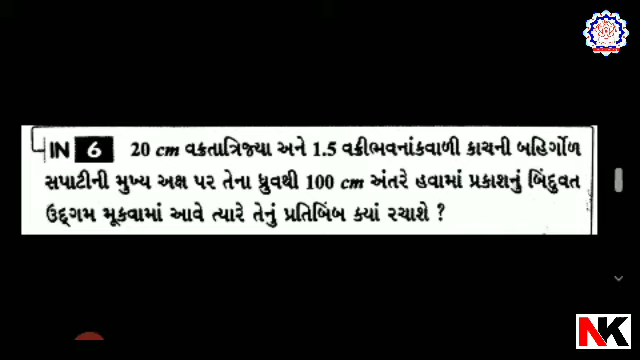 IN 6 20 cm વક્રતાત્રિજ્યા અને 1.5 વક્રીભવનાંકવાળી કાચની બહિર્ગોળ
સપાટીની મુખ્ય અક્ષ પર તેના ધ્રુવથી 100 cm અંતરે હવામાં પ્રકાશનું બિંદુવત
ઉદ્ગમ મૂકવામાં આવે ત્યારે તેનું પ્રતિબિંબ ક્યાં રચાશે ?
NK